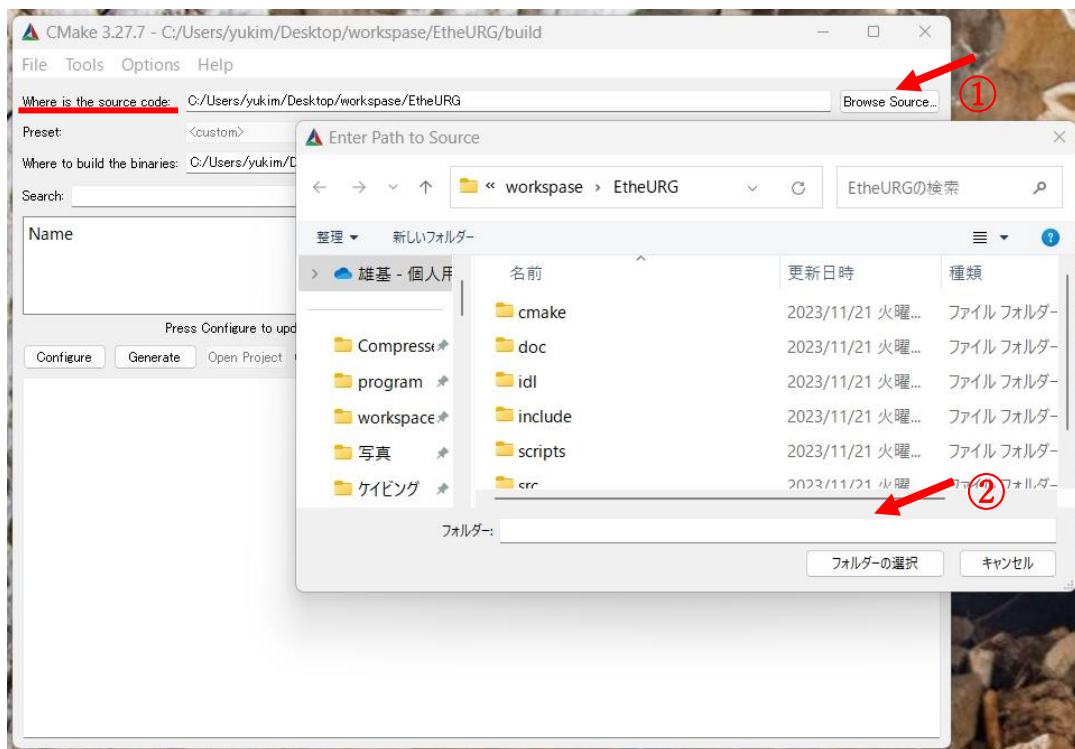 CMake 3.27.7 - C:/Users/yukim/Desktop/workspase/EtheURG/build
File Tools Options Help
Where is the source code: C:/Users/yukim/Desktop/workspase/EtheURG Browse Source...
①
Preset: <custom>
Enter Path to Source
Where to build the binaries: C:/Users/yukim/D
« workspase › EtheURG EtheURGの検索
Search:
Name
整理 新しいフォルダー
雄基 - 個人用 名前 更新日時 種類
cmake 2023/11/21 火曜... ファイル フォルダー
Press Configure to upd
Compresse doc 2023/11/21 火曜... ファイル フォルダー
Configure Generate Open Project
program idl 2023/11/21 火曜... ファイル フォルダー
workspace include 2023/11/21 火曜... ファイル フォルダー
写真 scripts 2023/11/21 火曜... ファイル フォルダー
ケイビング src 2023/11/21 火曜 ファイル フォルダー
②
フォルダー:
フォルダーの選択 キャンセル